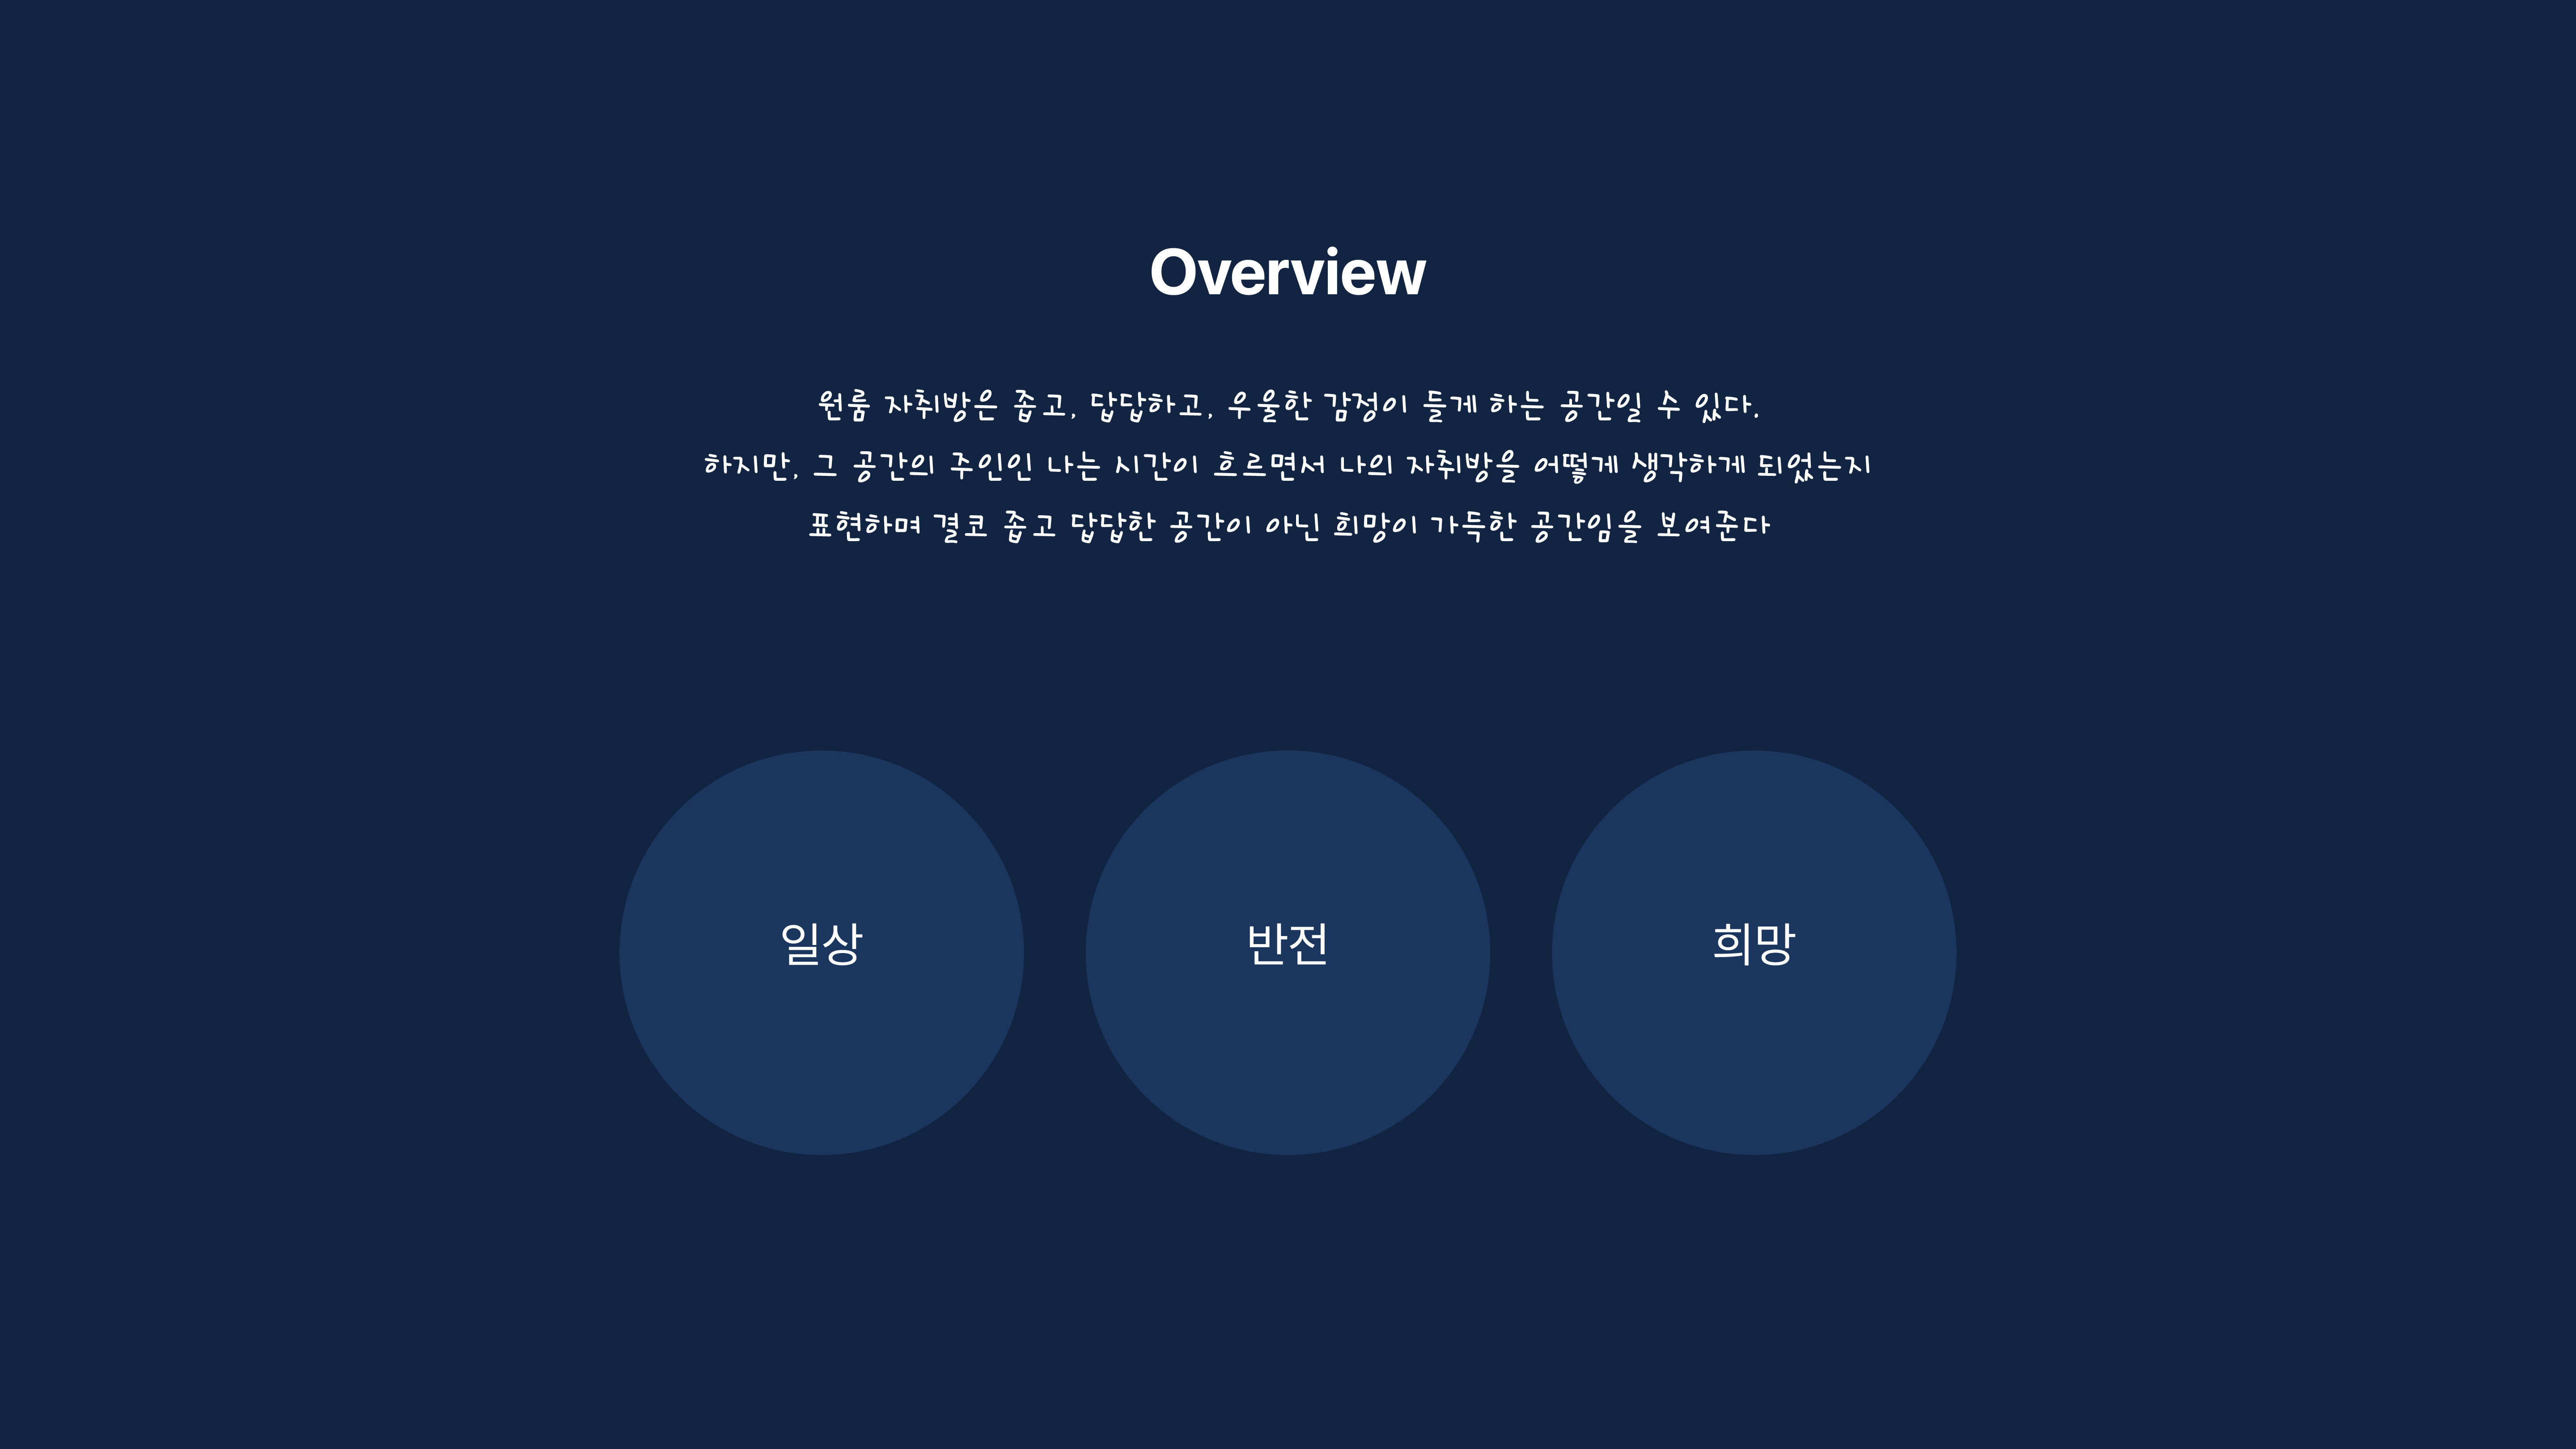 Overview
원룸 자취방은 좁고, 답답하고, 우울한 감정이 들게 하는 공간일 수 있다.
하지만, 그 공간의 주인인 나는 시간이 흐르면서 나의 자취방을 어떻게 생각하게 되었는지
표현하며 결코 좁고 답답한 공간이 아닌 희망이 가득한 공간임을 보여준다
일상
반전
희망